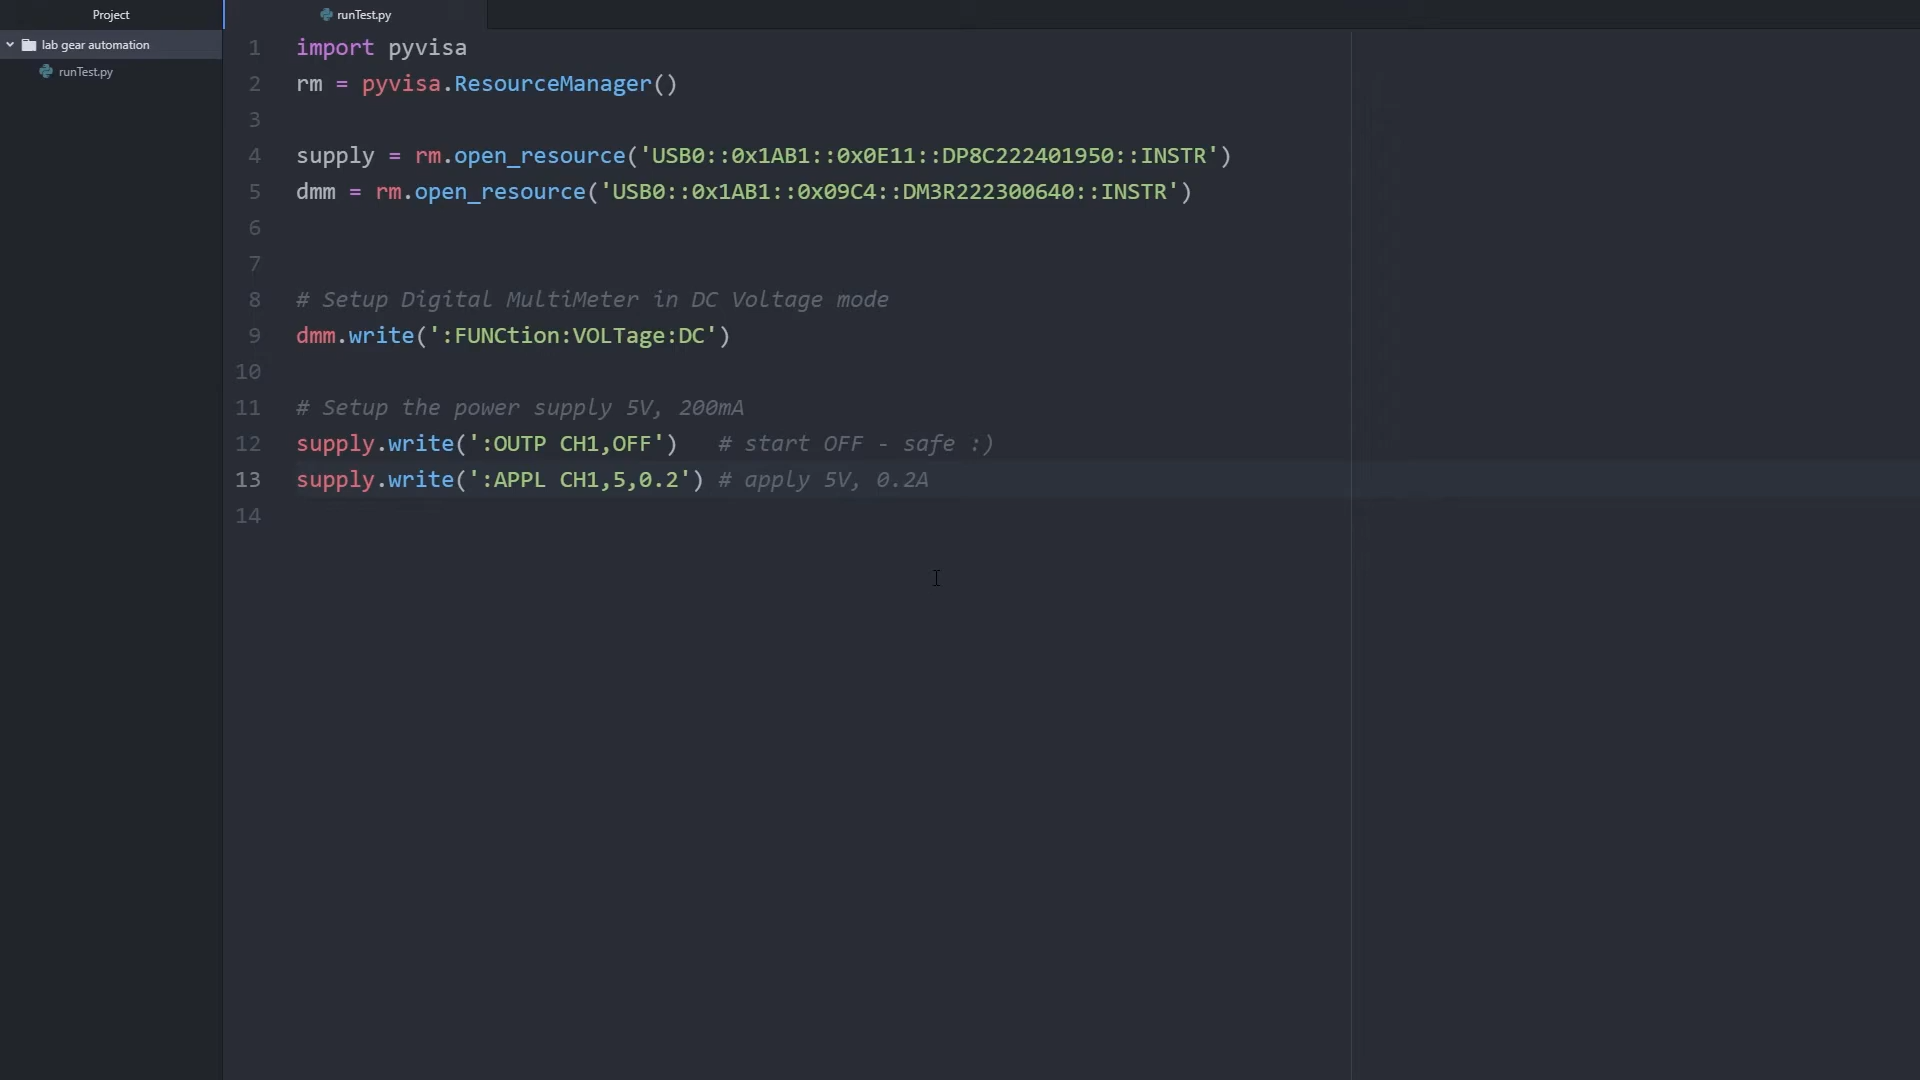 Project
runTest.py
lab gear automation
runTest.py
1 import pyvisa
2 rm = pyvisa.ResourceManager()
3
4 supply = rm.open_resource('USB0::0x1AB1::0x0E11::DP8C222401950::INSTR')
5 dmm = rm.open_resource('USB0::0x1AB1::0x09C4::DM3R222300640::INSTR')
6
7
8 # Setup Digital MultiMeter in DC Voltage mode
9 dmm.write(':FUNCtion:VOLTage:DC')
10
11 # Setup the power supply 5V, 200mA
12 supply.write(':OUTP CH1,OFF')   # start OFF - safe :)
13 supply.write(':APPL CH1,5,0.2') # apply 5V, 0.2A
14